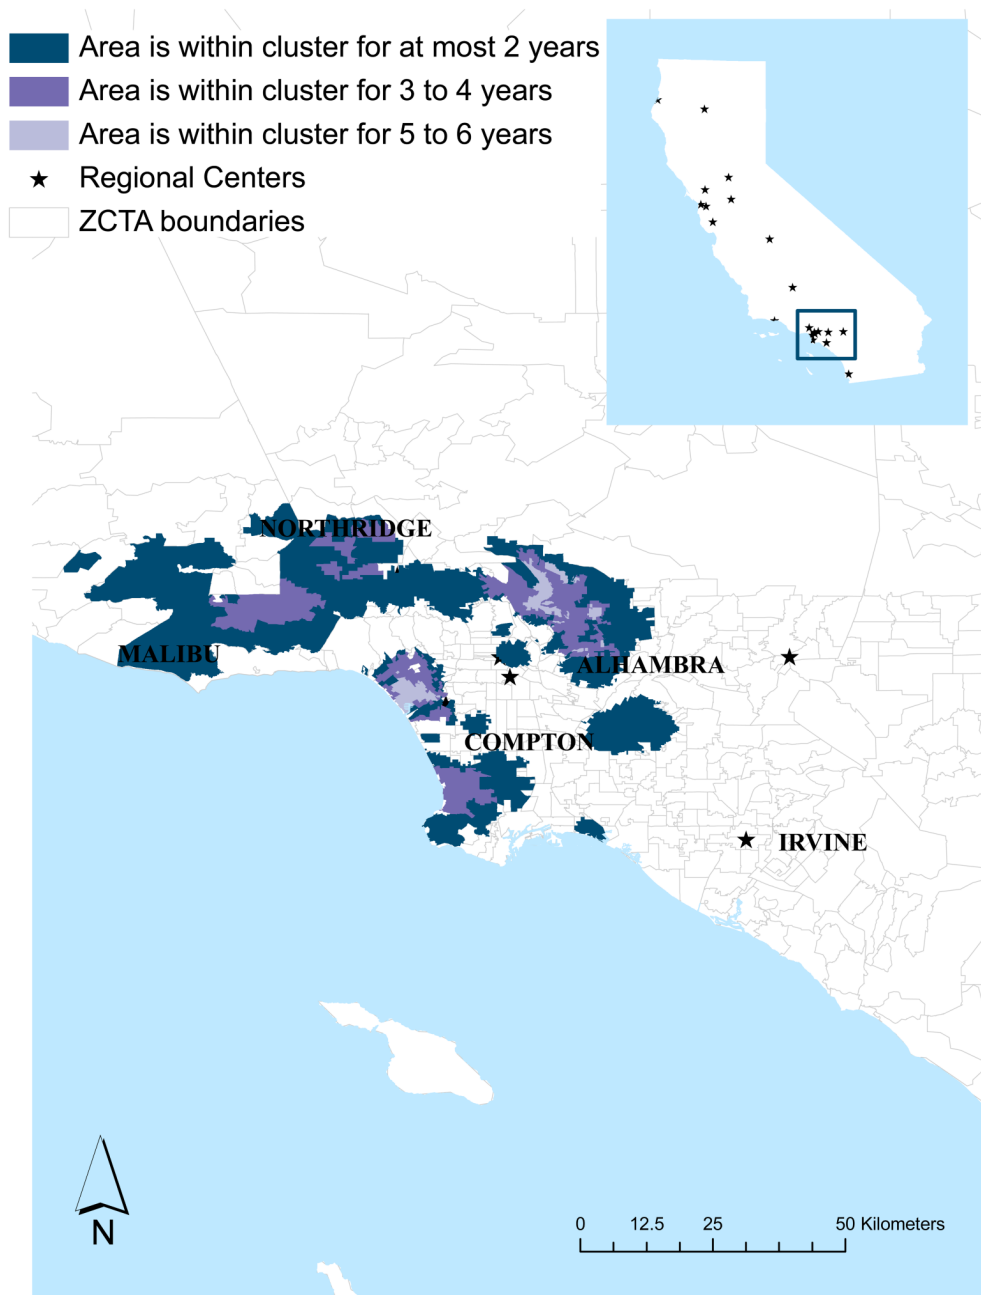 Area is within cluster for at most 2 years
Area is within cluster for 3 to 4 years
Area is within cluster for 5 to 6 years
Regional Centers
ZCTA boundaries
NORTHRIDGE
MALIBU
ALHAMBRA
COMPTON
IRVINE
N
0 12.5 25 50 Kilometers